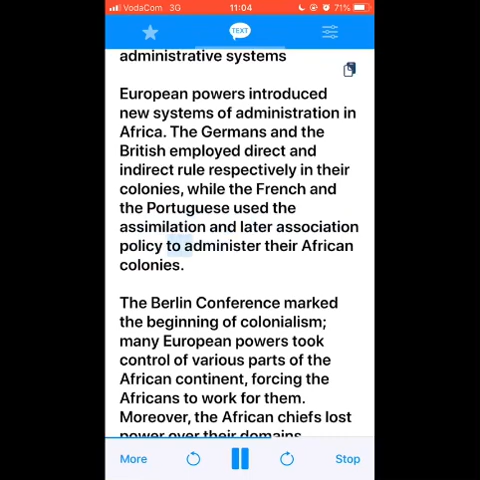 VodaCom 3G 11:04 71%
TEXT
administrative systems
European powers introduced
new systems of administration in
Africa. The Germans and the
British employed direct and
indirect rule respectively in their
colonies, while the French and
the Portuguese used the
assimilation and later association
policy to administer their African
colonies.
The Berlin Conference marked
the beginning of colonialism;
many European powers took
control of various parts of the
African continent, forcing the
Africans to work for them.
Moreover, the African chiefs lost
power over their domains
More Stop